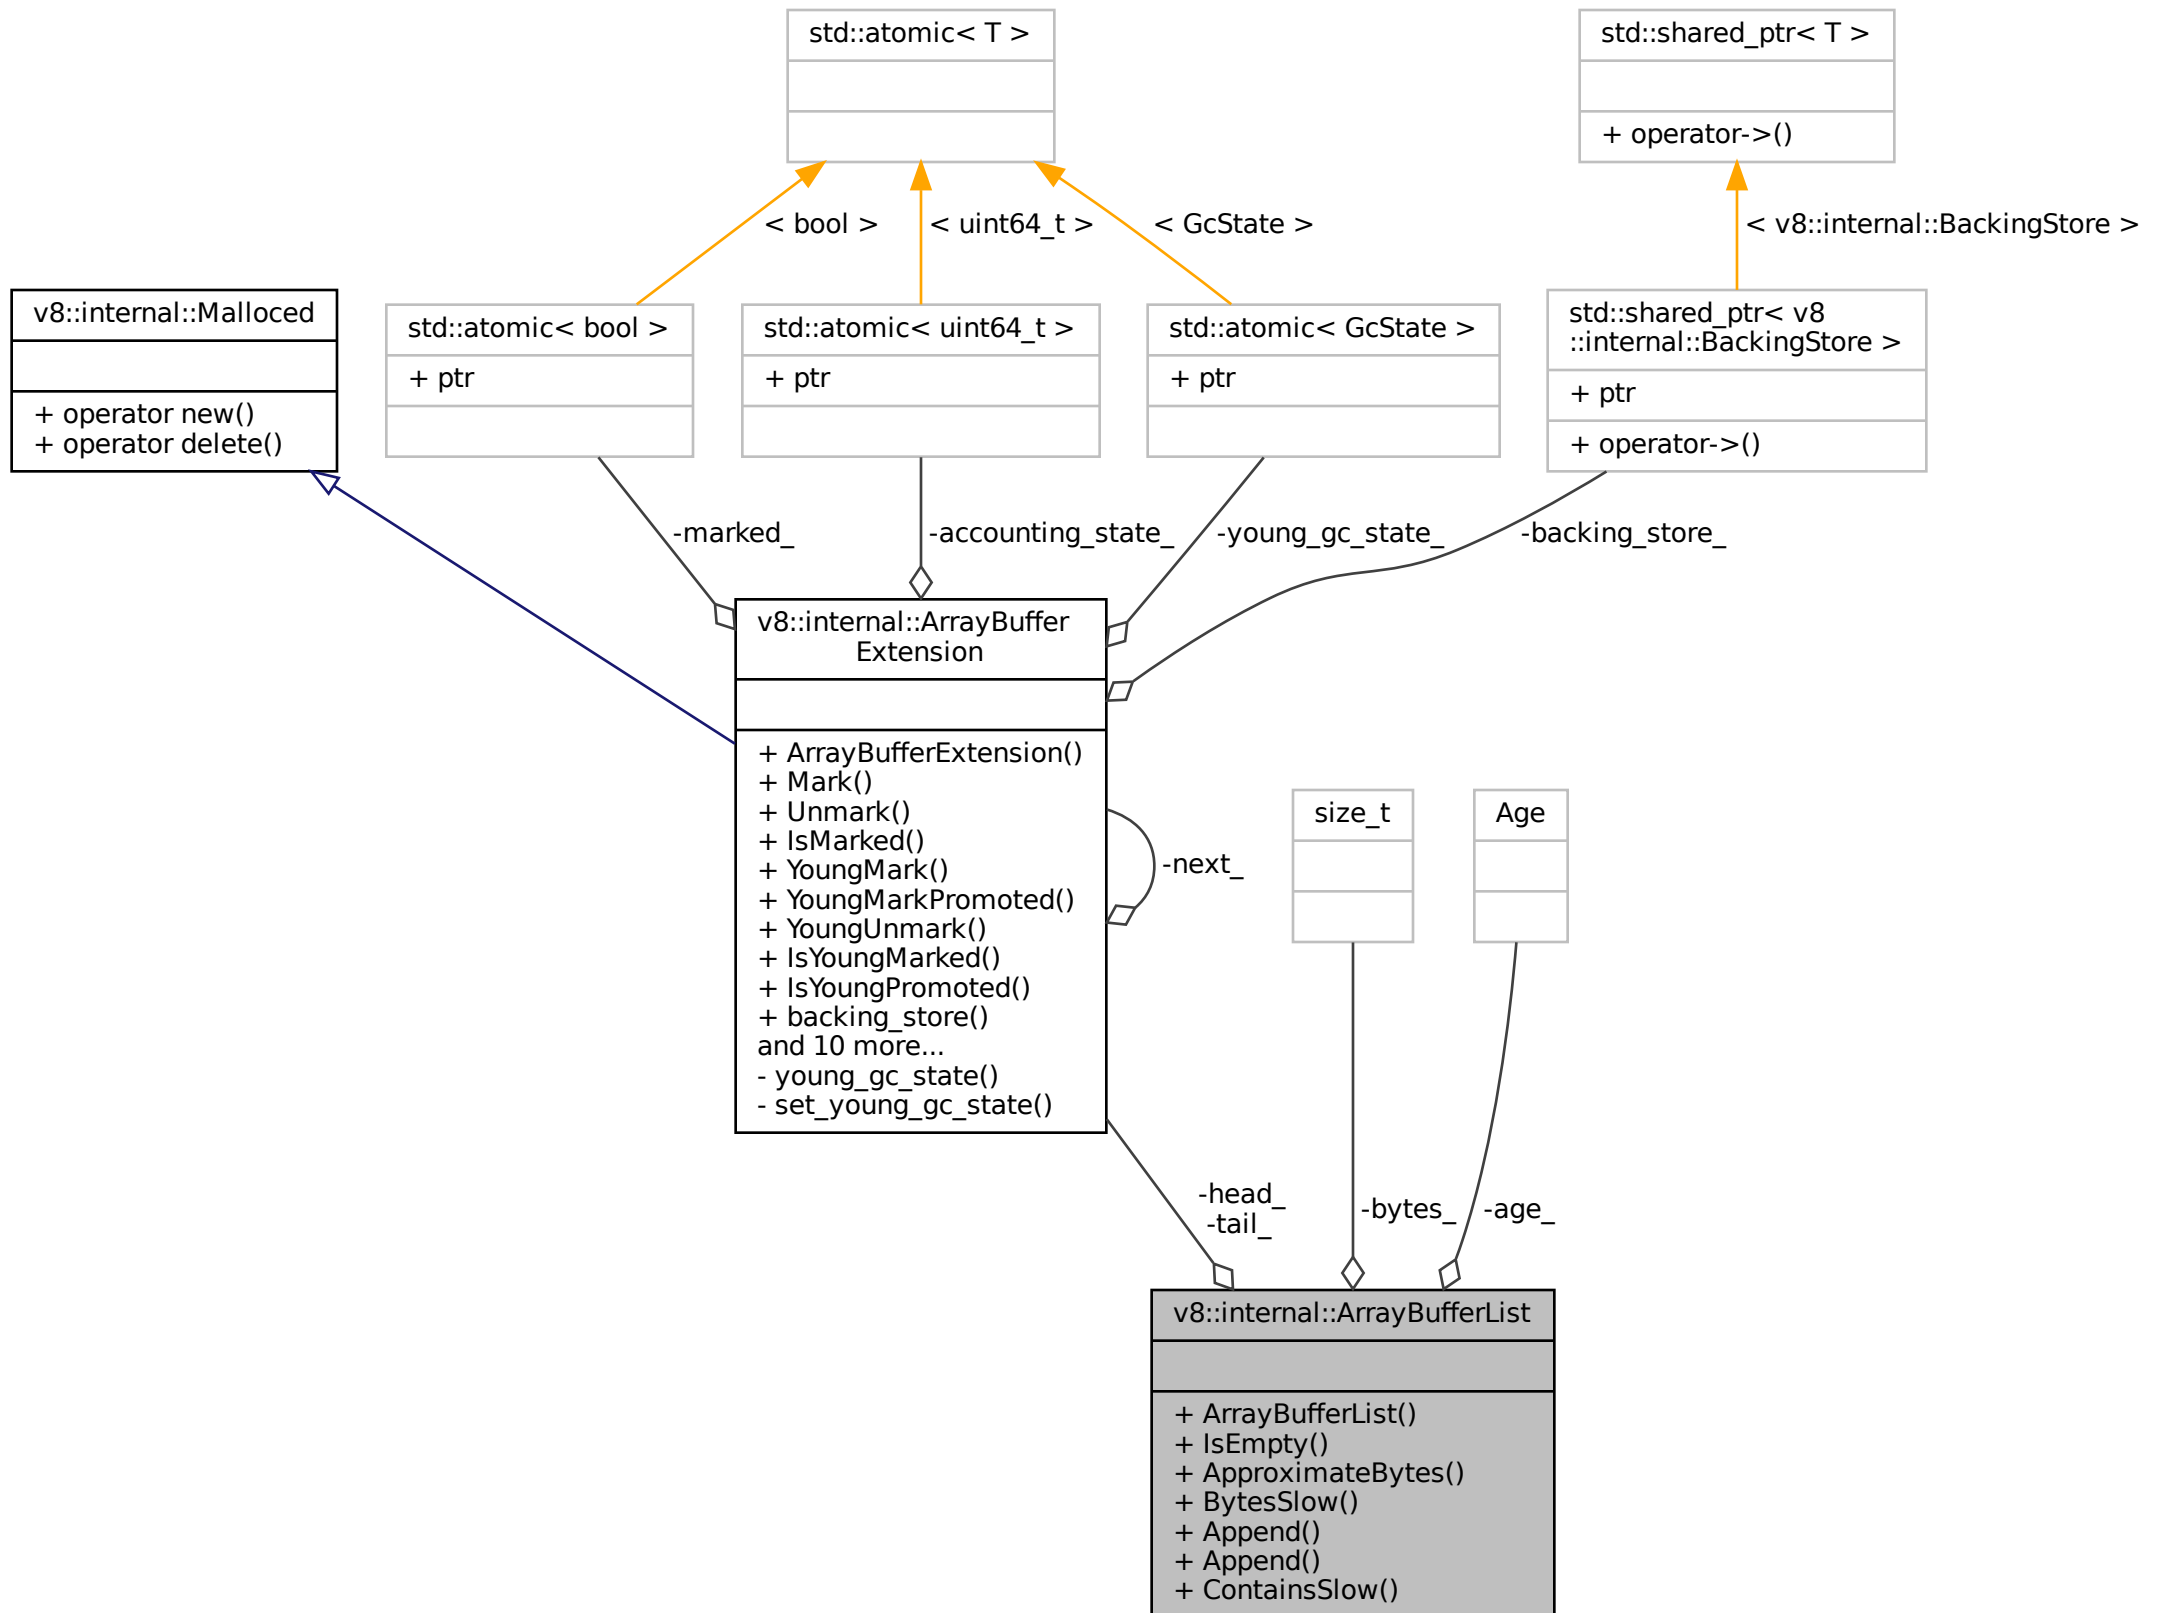 std::atomic< T >
std::shared_ptr< T >
+ operator->()
< bool >
< uint64_t >
< GcState >
< v8::internal::BackingStore >
v8::internal::Malloced
+ operator new()
+ operator delete()
std::atomic< bool >
+ ptr
std::atomic< uint64_t >
+ ptr
std::atomic< GcState >
+ ptr
std::shared_ptr< v8
::internal::BackingStore >
+ ptr
+ operator->()
-marked_
-accounting_state_
-young_gc_state_
-backing_store_
v8::internal::ArrayBuffer
Extension
+ ArrayBufferExtension()
+ Mark()
+ Unmark()
+ IsMarked()
+ YoungMark()
+ YoungMarkPromoted()
+ YoungUnmark()
+ IsYoungMarked()
+ IsYoungPromoted()
+ backing_store()
and 10 more...
- young_gc_state()
- set_young_gc_state()
-next_
size_t
Age
-head_
-tail_
-bytes_
-age_
v8::internal::ArrayBufferList
+ ArrayBufferList()
+ IsEmpty()
+ ApproximateBytes()
+ BytesSlow()
+ Append()
+ Append()
+ ContainsSlow()